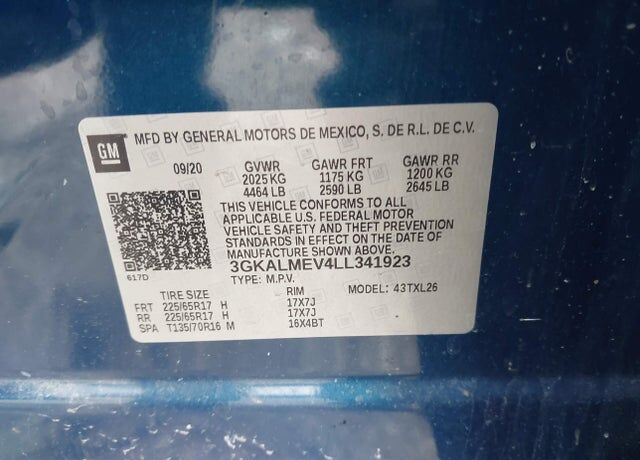 GM
MFD BY GENERAL MOTORS DE MEXICO, S. DE R.L. DE C.V.
09/20 GVWR GAWR FRT GAWR RR
2025 KG 1175 KG 1200 KG
4464 LB 2590 LB 2645 LB
THIS VEHICLE CONFORMS TO ALL
APPLICABLE U.S. FEDERAL MOTOR
VEHICLE SAFETY AND THEFT PREVENTION
STANDARDS IN EFFECT ON THE DATE OF
MANUFACTURE SHOWN ABOVE.
617D 3GKALMEV4LL341923
TYPE: M.P.V. MODEL: 43TXL26
TIRE SIZE RIM
FRT 225/65R17 H 17X7J
RR 225/65R17 H 17X7J
SPA T135/70R16 M 16X4BT